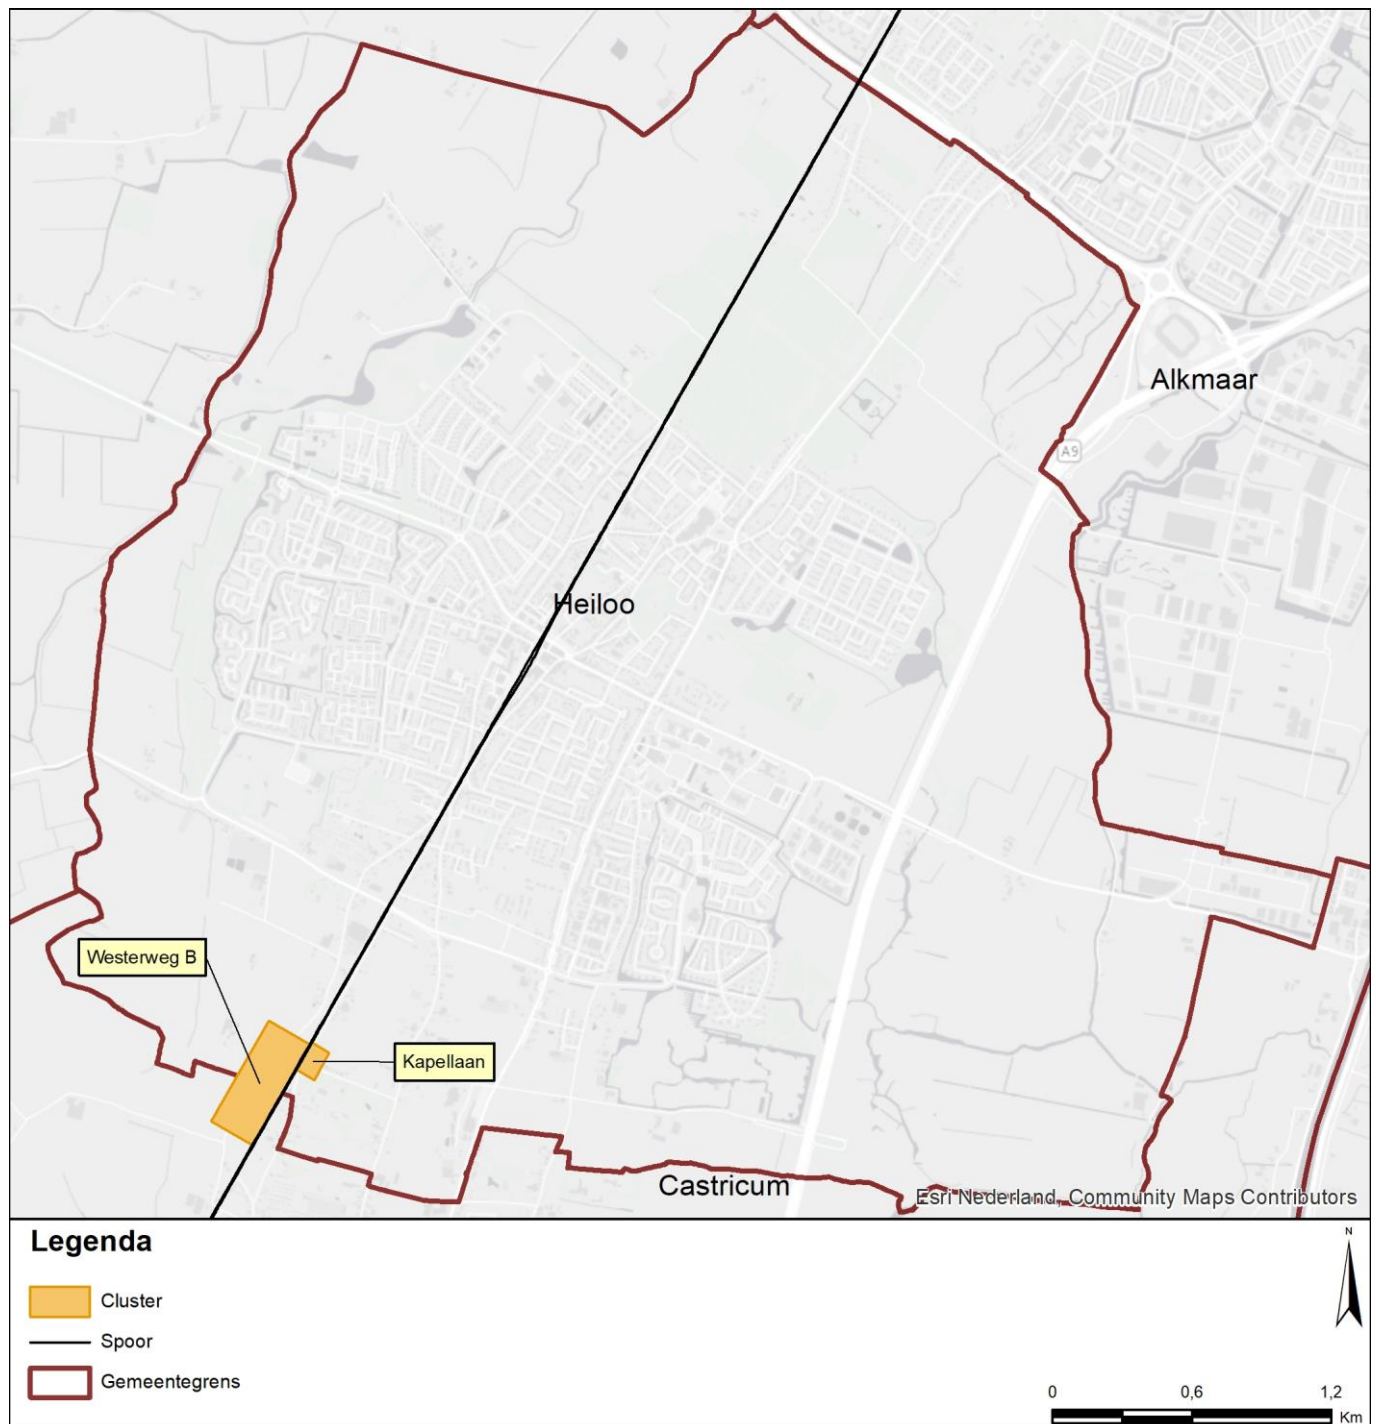 Alkmaar
A9
Heiloo
Westerweg B
Kapellaan
Castricum
Esri Nederland, Community Maps Contributors
Legenda
Cluster
Spoor
Gemeentegrens
N
0 0,6 1,2
Km